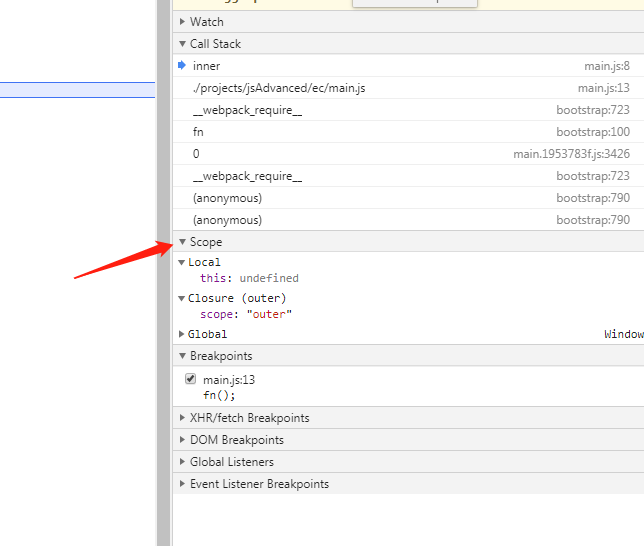 Watch
Call Stack
inner main.js:8
./projects/jsAdvanced/ec/main.js main.js:13
__webpack_require__ bootstrap:723
fn bootstrap:100
0 main.1953783f.js:3426
__webpack_require__ bootstrap:723
(anonymous) bootstrap:790
(anonymous) bootstrap:790
Scope
Local
this: undefined
Closure (outer)
scope: "outer"
Global Window
Breakpoints
main.js:13
fn();
XHR/fetch Breakpoints
DOM Breakpoints
Global Listeners
Event Listener Breakpoints